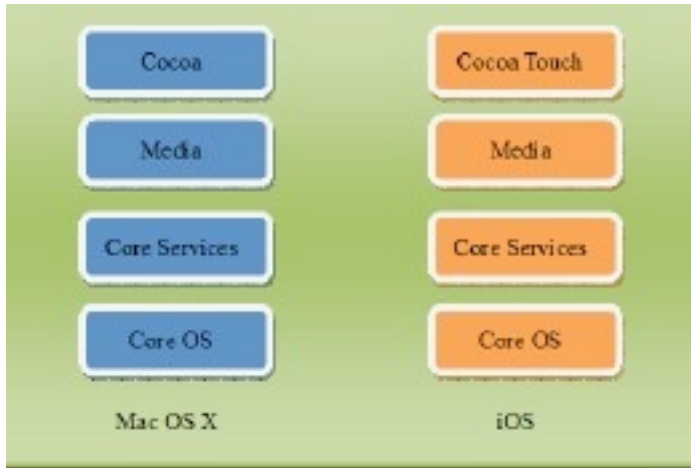 Cocoa
Media
Core Services
Core OS
Mac OS X
Cocoa Touch
Media
Core Services
Core OS
iOS